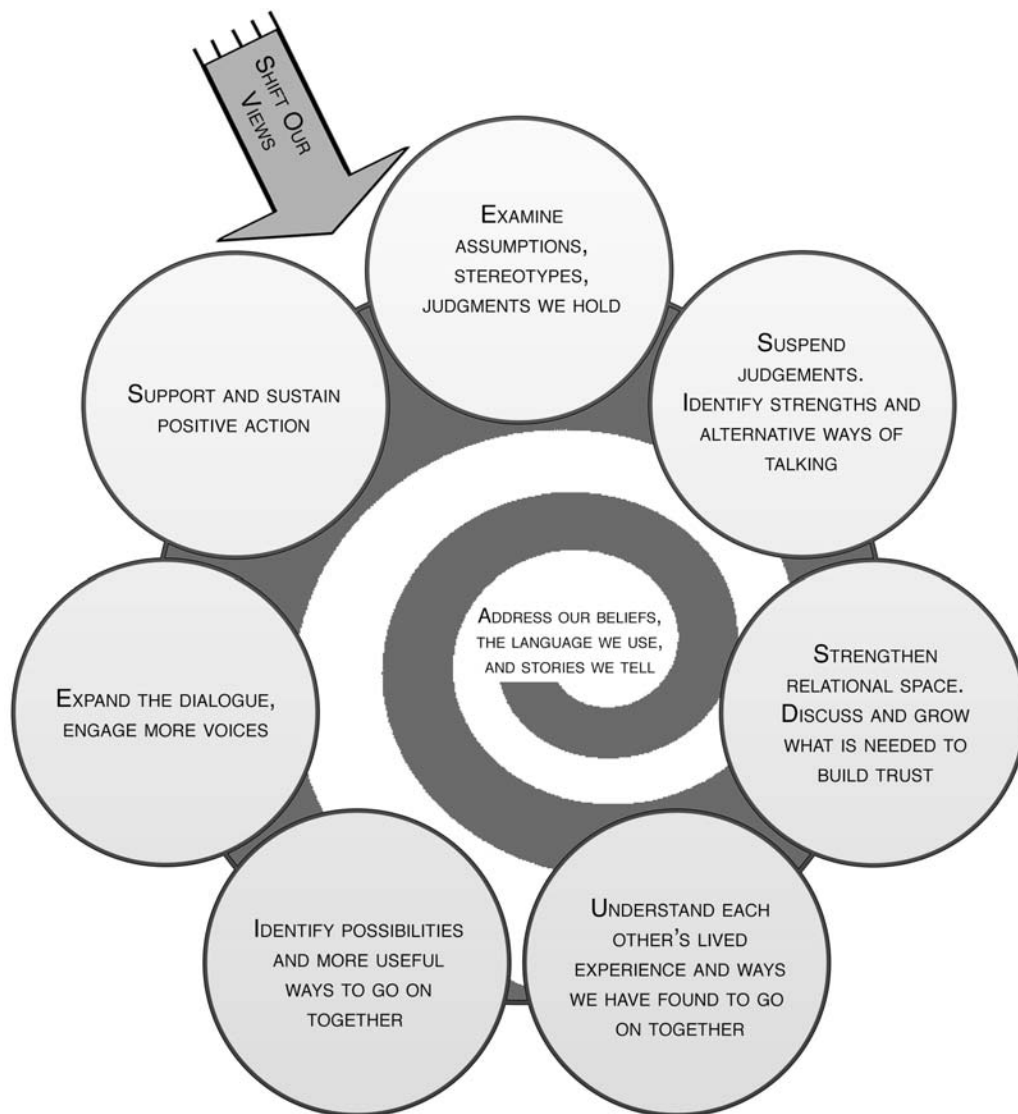 Shift Our
Views
Examine
assumptions,
stereotypes,
judgments we hold
Suspend
judgements.
Identify strengths and
alternative ways of
talking
Strengthen
relational space.
Discuss and grow
what is needed to
build trust
Understand each
other's lived
experience and ways
we have found to go
on together
Identify possibilities
and more useful
ways to go on
together
Expand the dialogue,
engage more voices
Support and sustain
positive action
Address our beliefs,
the language we use,
and stories we tell